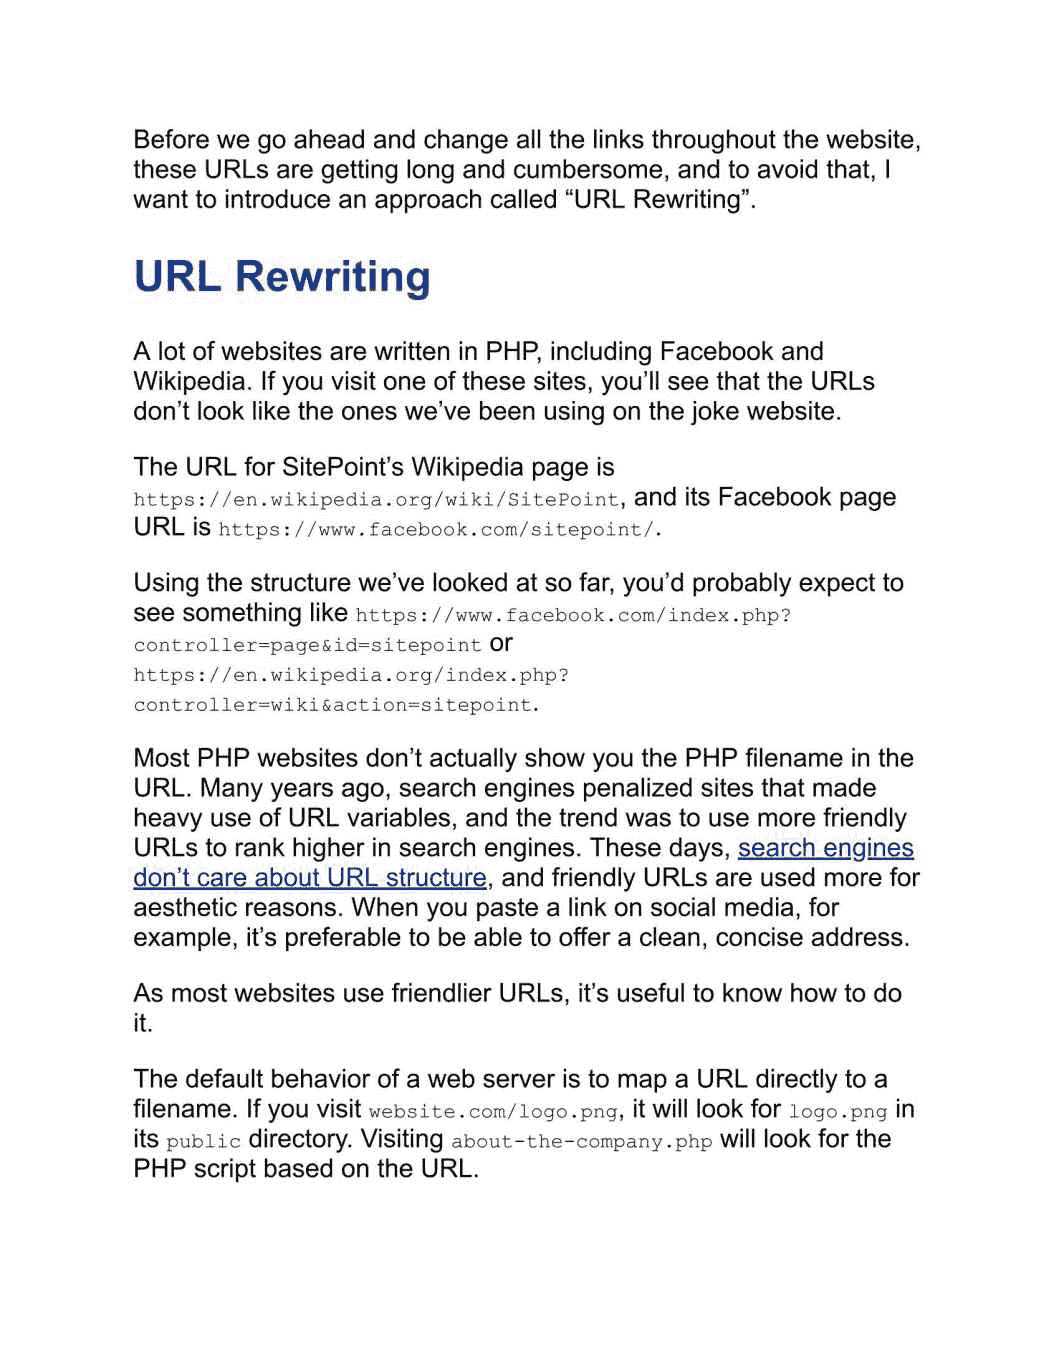 Before we go ahead and change all the links throughout the website,
these URLs are getting long and cumbersome, and to avoid that, I
want to introduce an approach called “URL Rewriting”.
URL Rewriting
A lot of websites are written in PHP, including Facebook and
Wikipedia. If you visit one of these sites, you’ll see that the URLs
don’t look like the ones we’ve been using on the joke website.
The URL for SitePoint’s Wikipedia page is
https://en.wikipedia.org/wiki/SitePoint, and its Facebook page
URL is https://www.facebook.com/sitepoint/.
Using the structure we’ve looked at so far, you’d probably expect to
see something like https://www.facebook.com/index.php?
controller=page&id=sitepoint or
https://en.wikipedia.org/index.php?
controller=wiki&action=sitepoint.
Most PHP websites don’t actually show you the PHP filename in the
URL. Many years ago, search engines penalized sites that made
heavy use of URL variables, and the trend was to use more friendly
URLs to rank higher in search engines. These days, search engines
don’t care about URL structure, and friendly URLs are used more for
aesthetic reasons. When you paste a link on social media, for
example, it’s preferable to be able to offer a clean, concise address.
As most websites use friendlier URLs, it’s useful to know how to do
it.
The default behavior of a web server is to map a URL directly to a
filename. If you visit website.com/logo.png, it will look for logo.png in
its public directory. Visiting about-the-company.php will look for the
PHP script based on the URL.